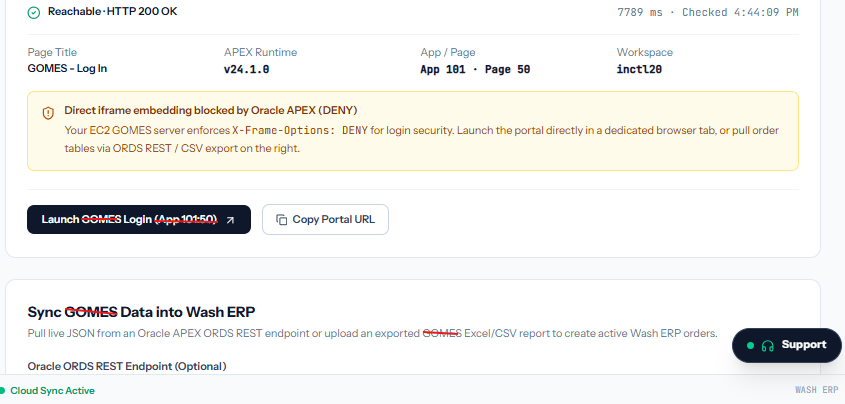 Reachable · HTTP 200 OK
7789 ms · Checked 4:44:09 PM
Page Title
GOMES - Log In
APEX Runtime
v24.1.0
App / Page
App 101 · Page 50
Workspace
inctl20
Direct iframe embedding blocked by Oracle APEX (DENY)
Your EC2 GOMES server enforces X-Frame-Options: DENY for login security. Launch the portal directly in a dedicated browser tab, or pull order
tables via ORDS REST / CSV export on the right.
Launch GOMES Login (App 101:50)
Copy Portal URL
Sync GOMES Data into Wash ERP
Pull live JSON from an Oracle APEX ORDS REST endpoint or upload an exported GOMES Excel/CSV report to create active Wash ERP orders.
Support
Oracle ORDS REST Endpoint (Optional)
Cloud Sync Active
WASH ERP